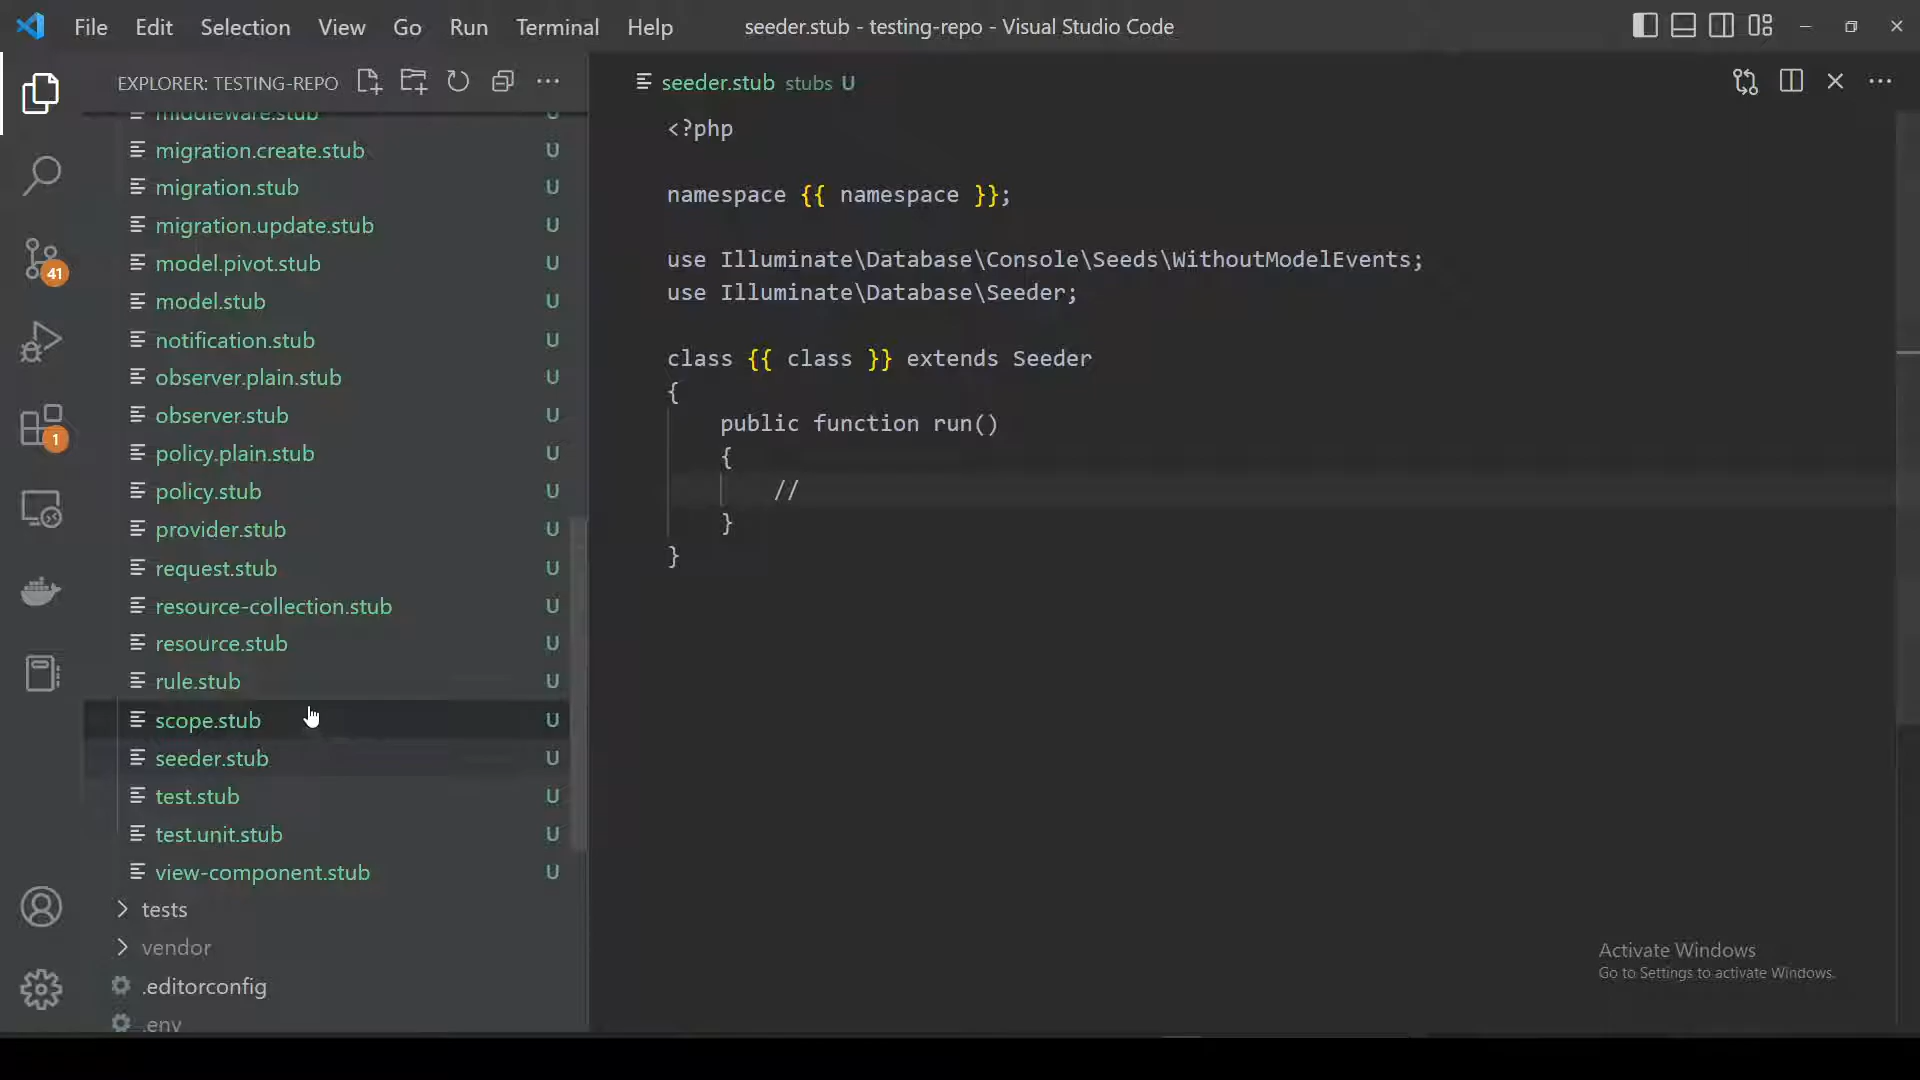 File Edit Selection View Go Run Terminal Help
seeder.stub - testing-repo - Visual Studio Code
EXPLORER: TESTING-REPO
middleware.stub U
migration.create.stub U
migration.stub U
migration.update.stub U
model.pivot.stub U
model.stub U
notification.stub U
observer.plain.stub U
observer.stub U
policy.plain.stub U
policy.stub U
provider.stub U
request.stub U
resource-collection.stub U
resource.stub U
rule.stub U
scope.stub U
seeder.stub U
test.stub U
test.unit.stub U
view-component.stub U
tests
vendor
.editorconfig
.env
41
1
seeder.stub stubs U
<?php
namespace {{ namespace }};
use Illuminate\Database\Console\Seeds\WithoutModelEvents;
use Illuminate\Database\Seeder;
class {{ class }} extends Seeder
{
public function run()
{
//
}
}
Activate Windows
Go to Settings to activate Windows.